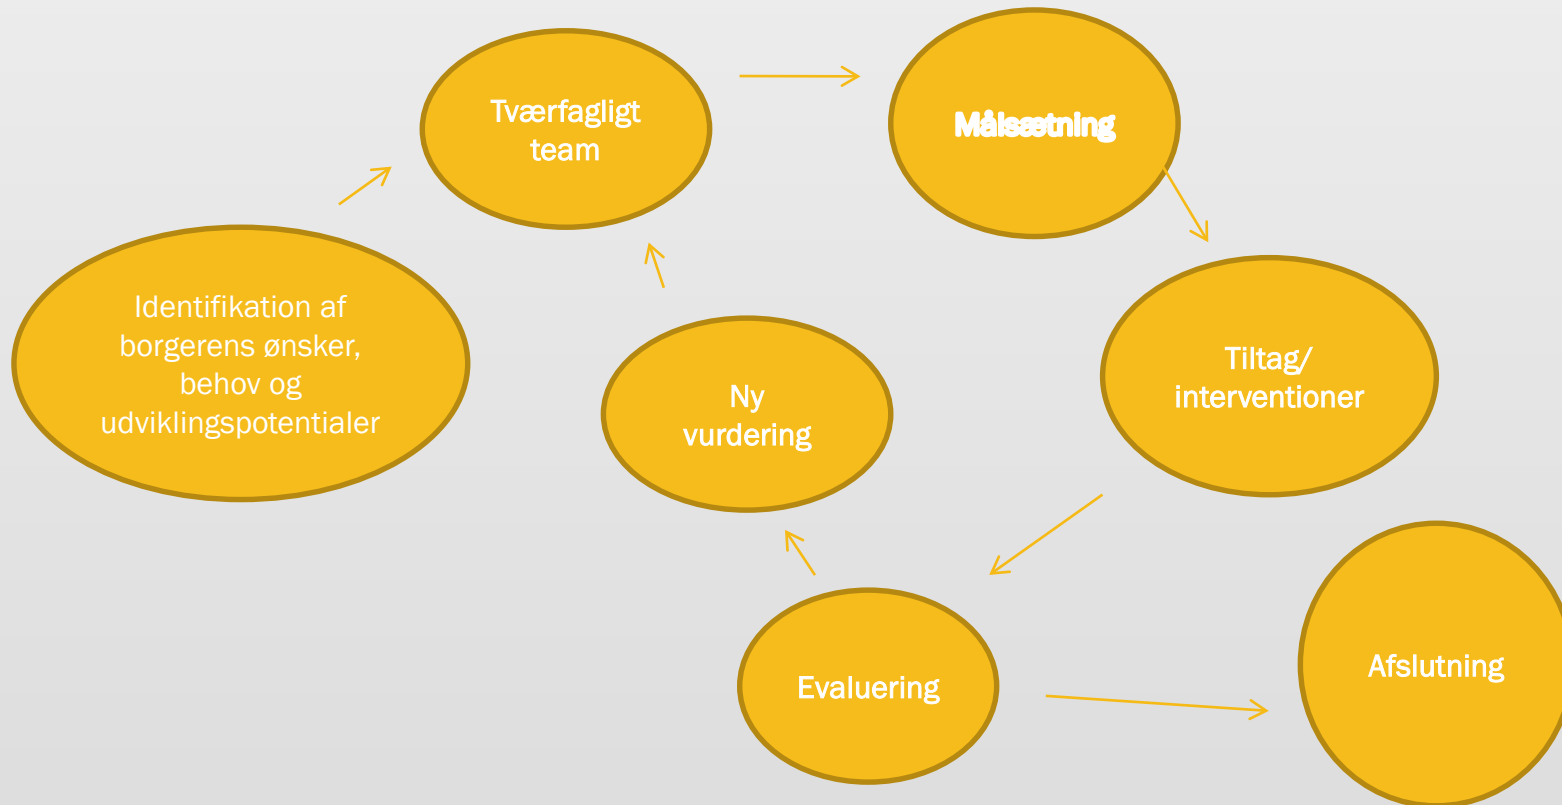 Tværfagligt
team
Målsætning
Identifikation af
borgerens ønsker,
behov og
udviklingspotentialer
Ny
vurdering
Tiltag/
interventioner
Evaluering
Afslutning